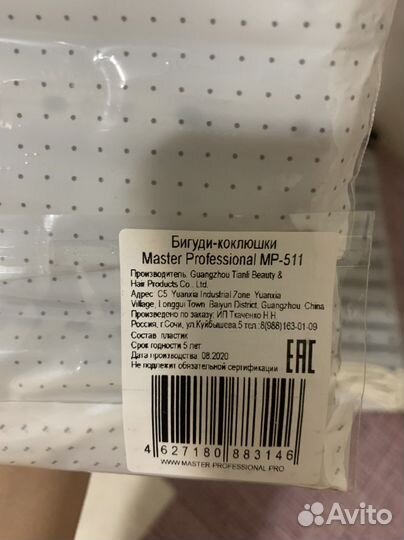 Бигуди-коклюшки
Master Professional MP-511
Производитель: Guangzhou Tianli Beauty &
Hair Products Co., Ltd.
Адрес: C5, Yuanxia Industrial Zone, Yuanxia
Village, Longgui Town, Baiyun District, Guangzhou, China
Произведено по заказу: ИП Ткаченко Н.Н.
Россия, г.Сочи, ул.Куйбышева 5 тел.:8(988)163-01-09
Состав: пластик
Срок годности 5 лет
Дата производства: 08.2020
Не подлежит обязательной сертификации
EAC
4 627180 883146
WWW.MASTER-PROFESSIONAL.PRO
Avito